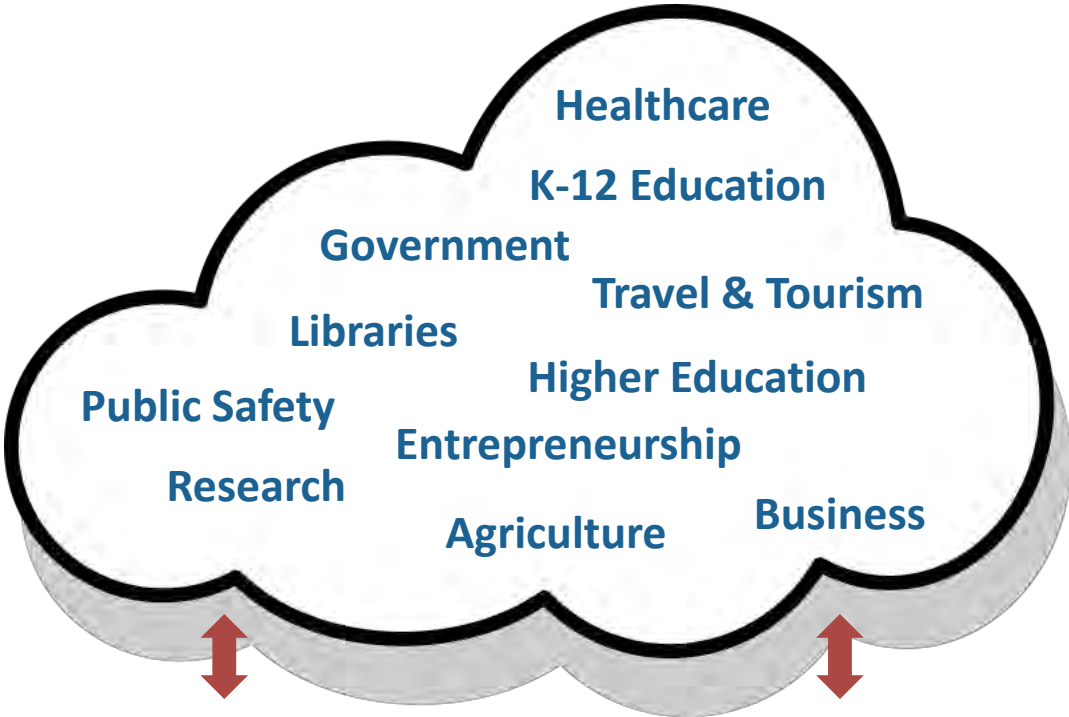 Healthcare
K-12 Education
Government
Travel & Tourism
Libraries
Higher Education
Public Safety
Entrepreneurship
Research
Business
Agriculture